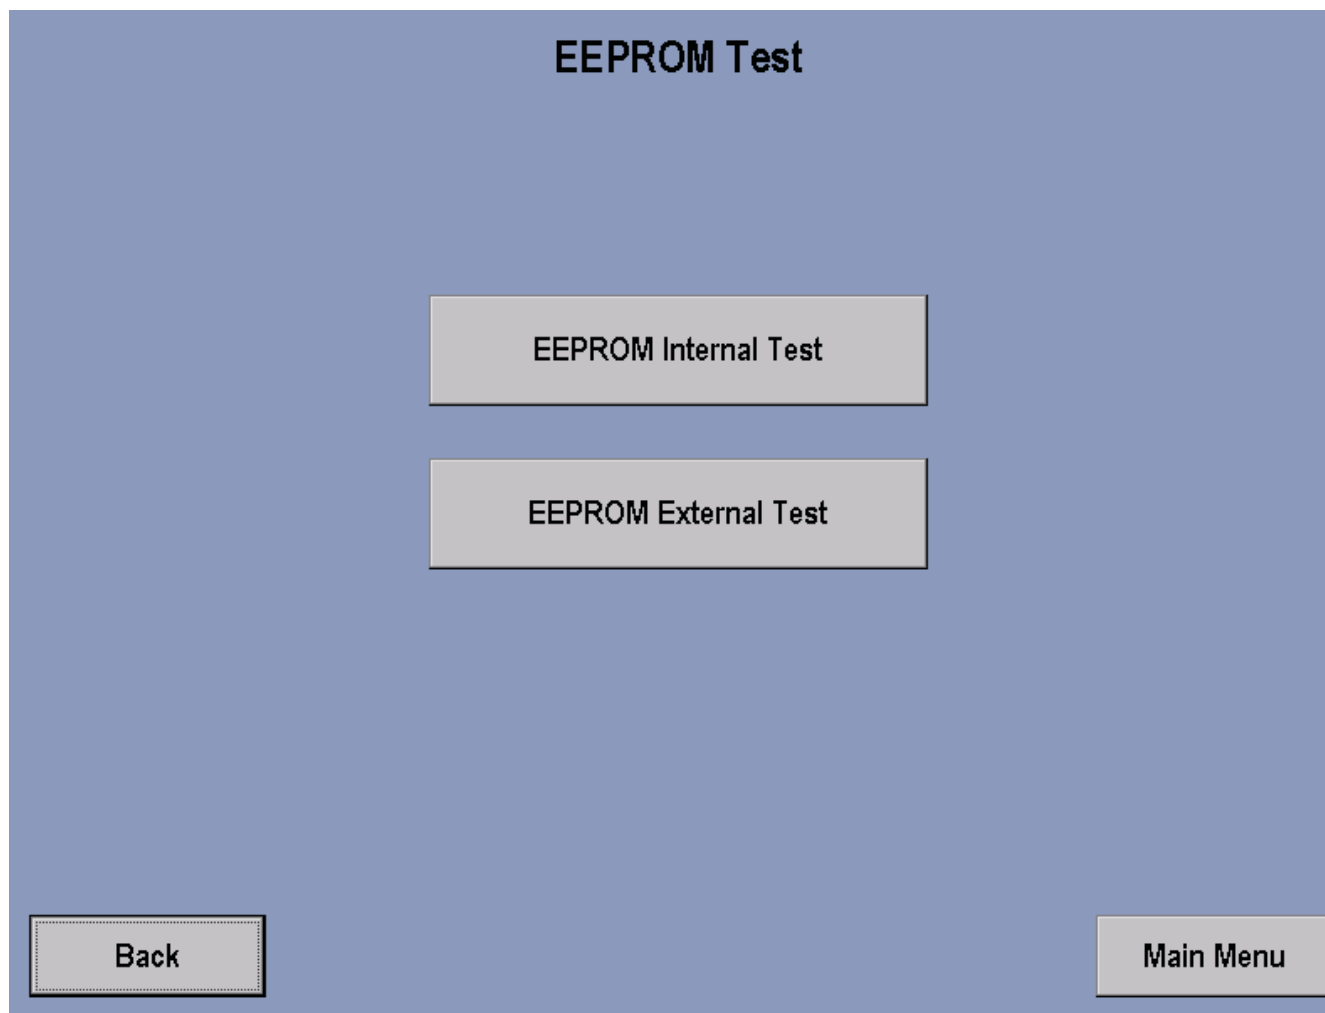 EEPROM Test
EEPROM Internal Test
EEPROM External Test
Back
Main Menu